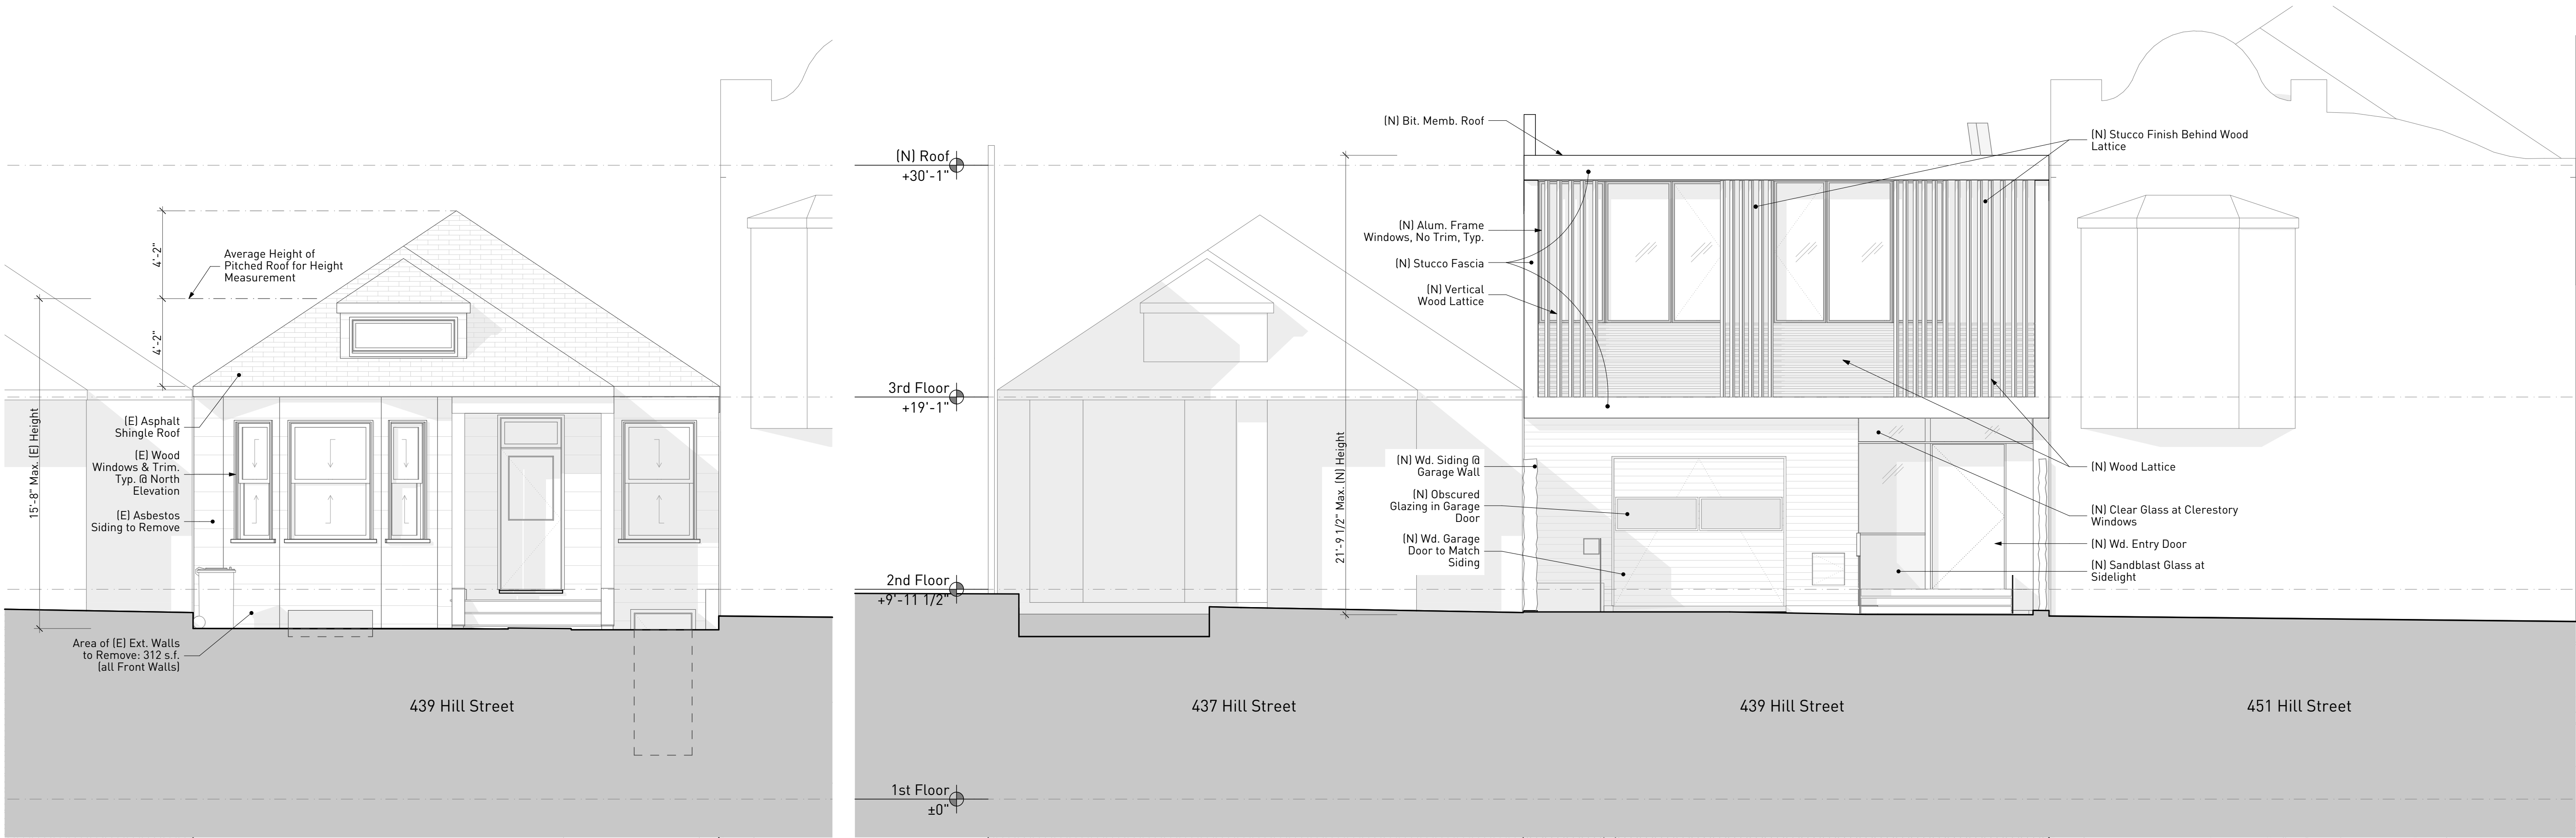 4'-2"
Average Height of
Pitched Roof for Height
Measurement
4'-2"
15'-8" Max. (E) Height
(E) Asphalt
Shingle Roof
(E) Wood
Windows & Trim.
Typ. @ North
Elevation
(E) Asbestos
Siding to Remove
Area of (E) Ext. Walls
to Remove: 312 s.f.
(all Front Walls)
439 Hill Street
(N) Roof
+30'-1"
3rd Floor
+19'-1"
2nd Floor
+9'-11 1/2"
1st Floor
±0"
437 Hill Street
21'-9 1/2" Max. (N) Height
(N) Bit. Memb. Roof
(N) Alum. Frame
Windows, No Trim, Typ.
(N) Stucco Fascia
(N) Vertical
Wood Lattice
(N) Wd. Siding @
Garage Wall
(N) Obscured
Glazing in Garage
Door
(N) Wd. Garage
Door to Match
Siding
439 Hill Street
(N) Stucco Finish Behind Wood
Lattice
(N) Wood Lattice
(N) Clear Glass at Clerestory
Windows
(N) Wd. Entry Door
(N) Sandblast Glass at
Sidelight
451 Hill Street